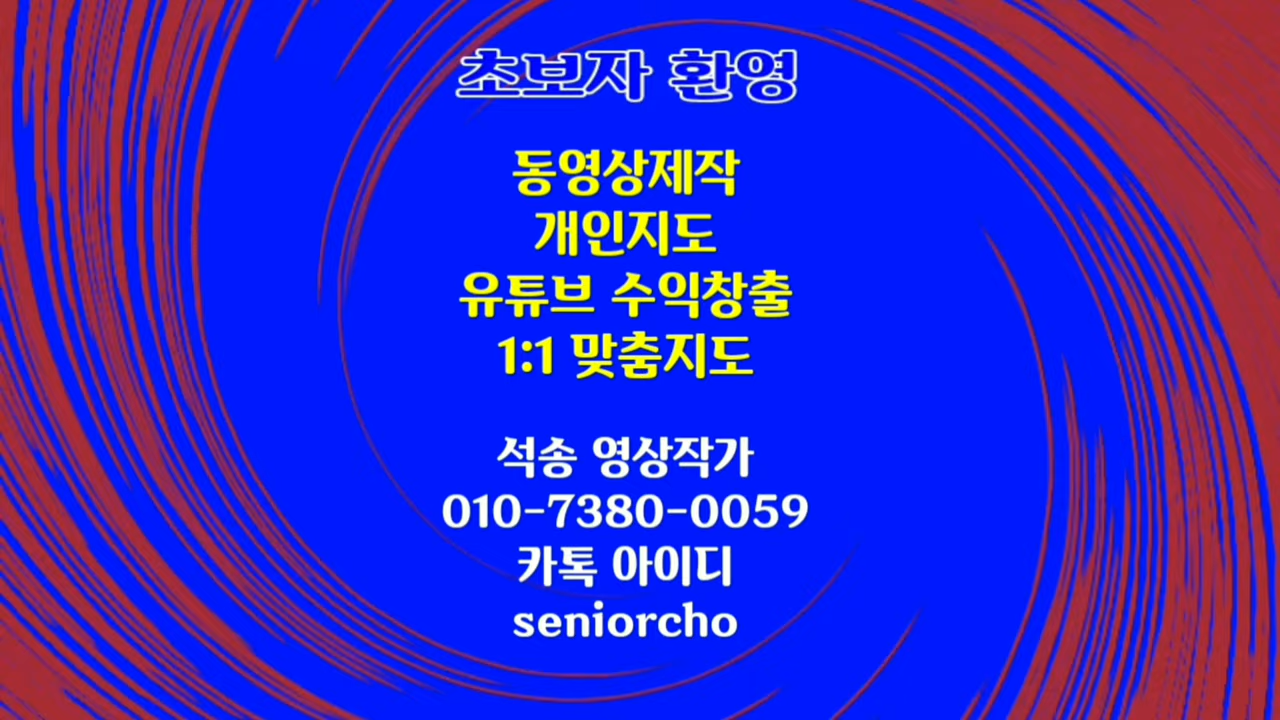 초보자 환영
동영상제작
개인지도
유튜브 수익창출
1:1 맞춤지도
석송 영상작가
010-7380-0059
카톡 아이디
seniorcho